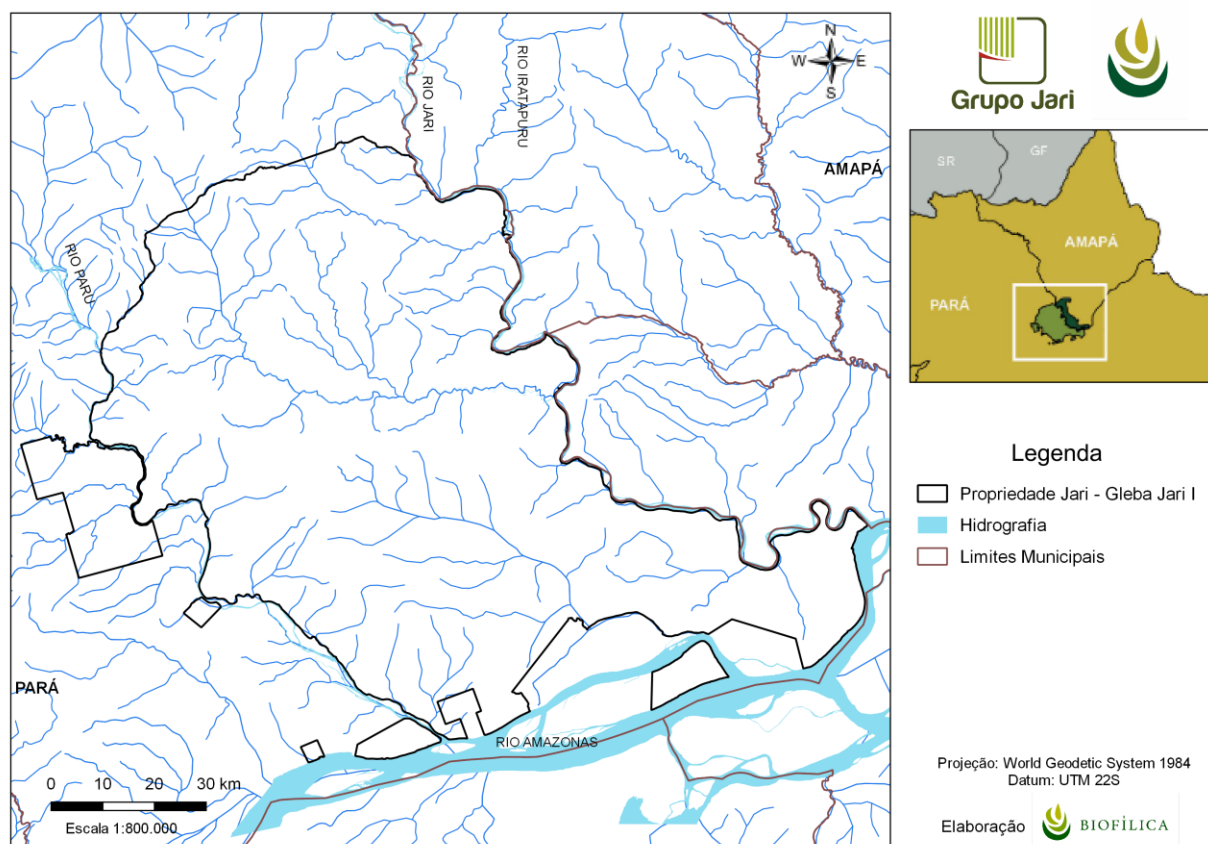 N
W E
S
RIO IRATAPURU
RIO JARI
AMAPÁ
RIO PARU
PARÁ
RIO AMAZONAS
0 10 20 30 km
Escala 1:800.000
Grupo Jari
SR
GF
AMAPÁ
PARÁ
Legenda
Propriedade Jari - Gleba Jari I
Hidrografia
Limites Municipais
Projeção: World Geodetic System 1984
Datum: UTM 22S
Elaboração
BIOFÍLICA